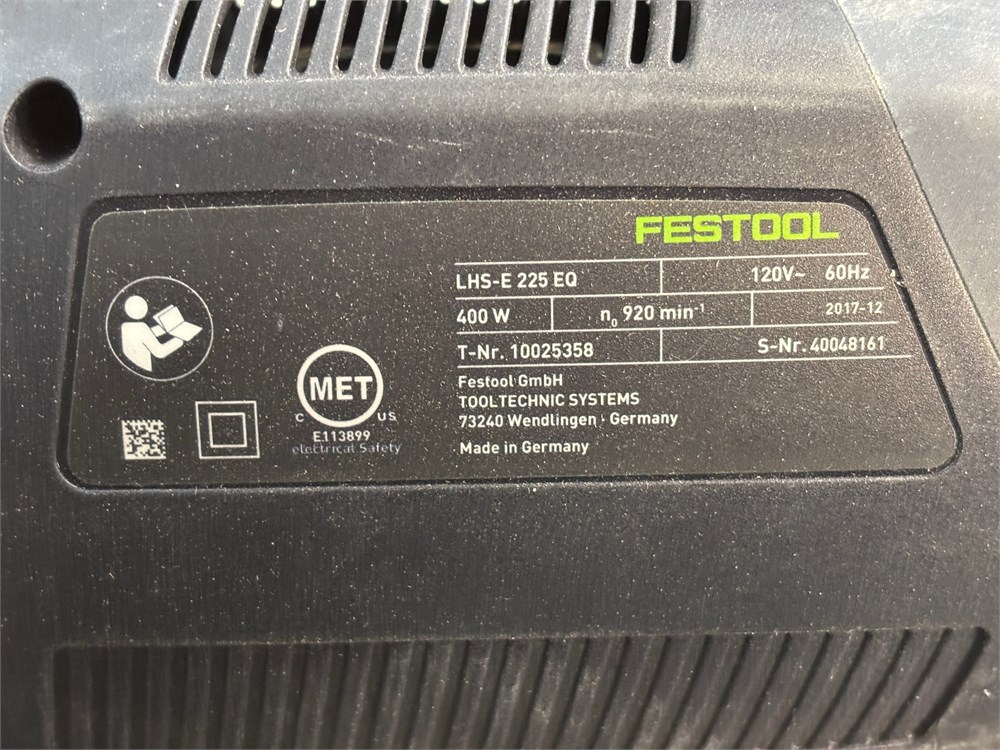 FESTOOL
LHS-E 225 EQ 120V~ 60Hz
400 W n₀ 920 min⁻¹ 2017-12
T-Nr. 10025358 S-Nr. 40048161
Festool GmbH
TOOLTECHNIC SYSTEMS
73240 Wendlingen · Germany
Made in Germany
MET
C US
E113899
electrical Safety